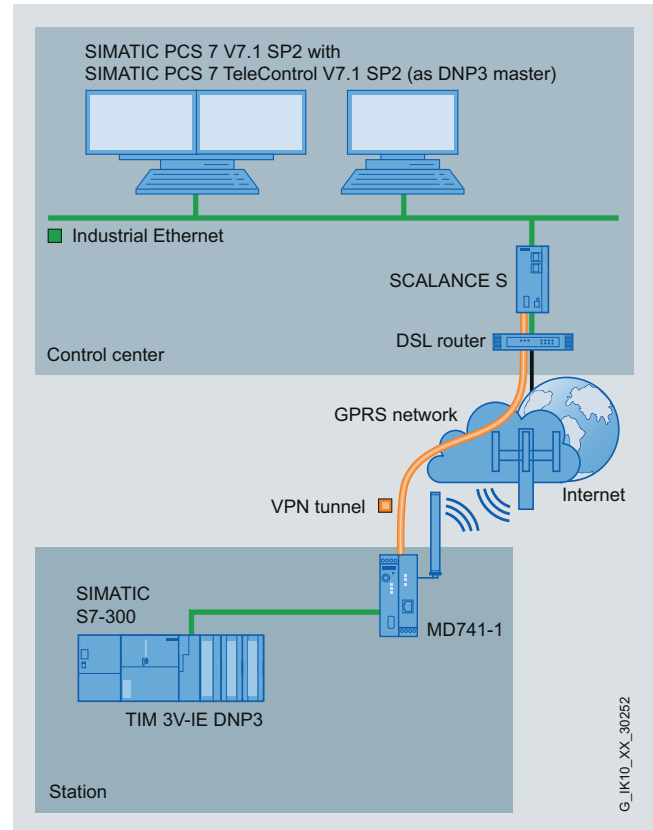 SIMATIC PCS 7 V7.1 SP2 with
SIMATIC PCS 7 TeleControl V7.1 SP2 (as DNP3 master)
Industrial Ethernet
SCALANCE S
DSL router
Control center
GPRS network
Internet
VPN tunnel
SIMATIC
S7-300
MD741-1
TIM 3V-IE DNP3
Station
G_IK10_XX_30252